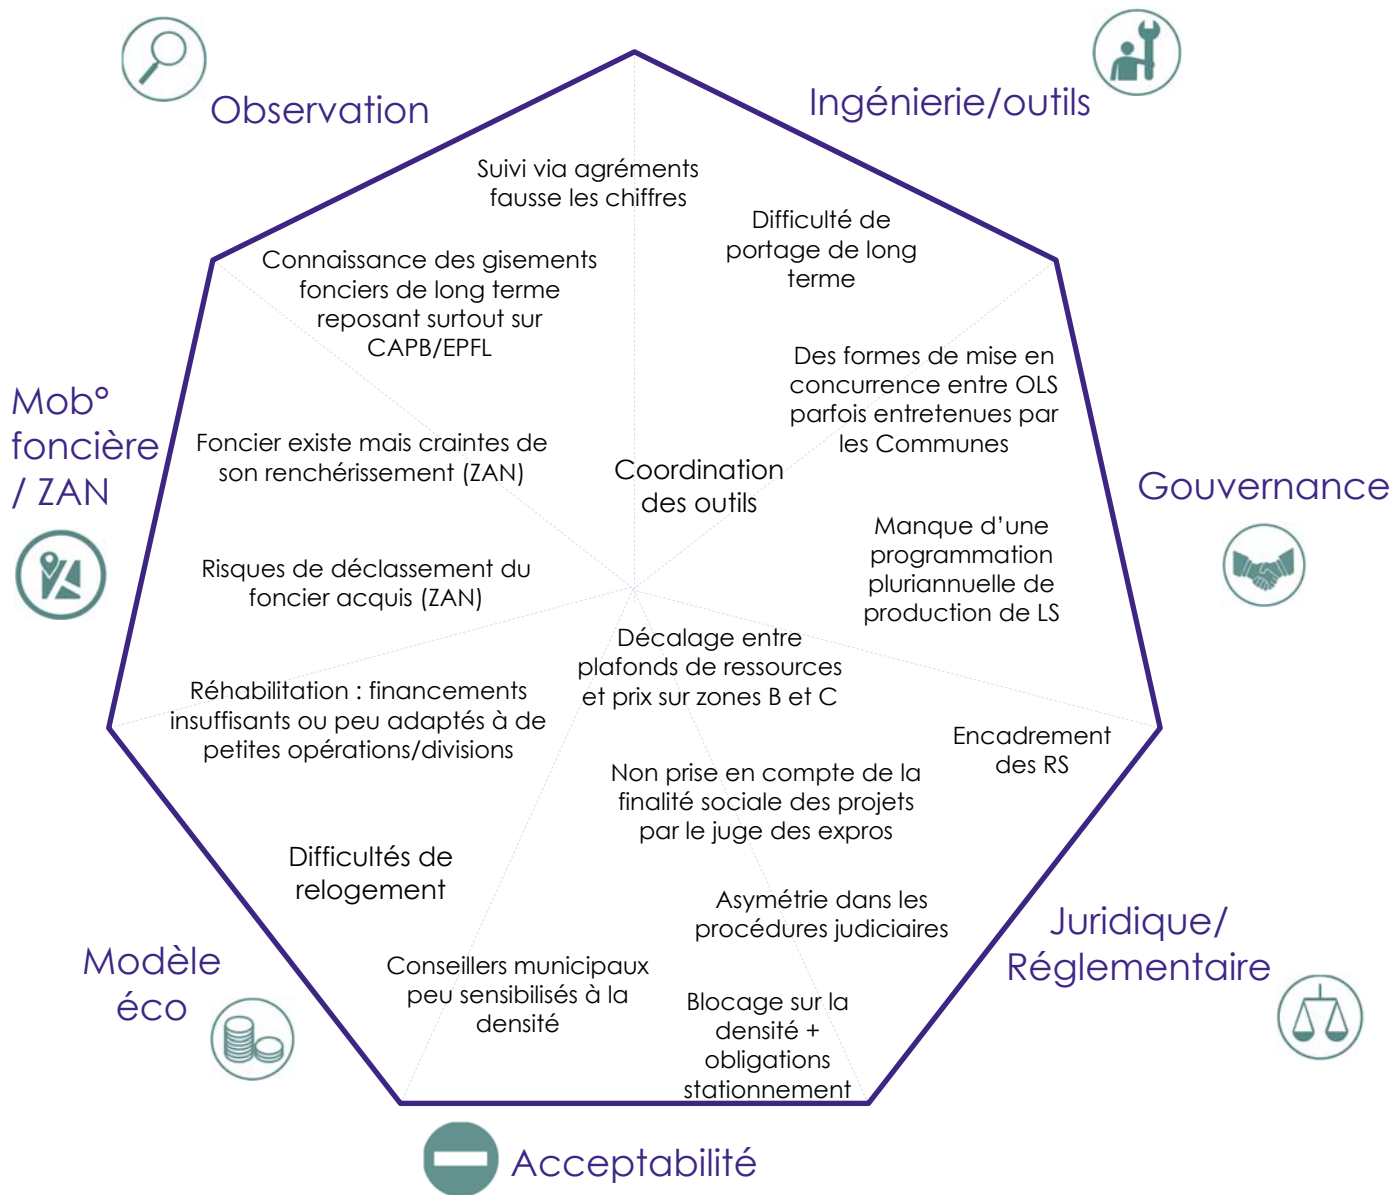 Observation
Ingénierie/outils
Suivi via agréments
fausse les chiffres
Difficulté de
portage de long
terme
Connaissance des gisements
fonciers de long terme
reposant surtout sur
CAPB/EPFL
Des formes de mise en
concurrence entre OLS
parfois entretenues par
les Communes
Mob°
foncière
/ ZAN
Foncier existe mais craintes de
son renchérissement (ZAN)
Coordination
des outils
Gouvernance
Manque d’une
programmation
pluriannuelle de
production de LS
Risques de déclassement du
foncier acquis (ZAN)
Décalage entre
plafonds de ressources
et prix sur zones B et C
Réhabilitation : financements
insuffisants ou peu adaptés à de
petites opérations/divisions
Encadrement
des RS
Non prise en compte de la
finalité sociale des projets
par le juge des expros
Difficultés de
relogement
Asymétrie dans les
procédures judiciaires
Juridique/
Réglementaire
Modèle
éco
Conseillers municipaux
peu sensibilisés à la
densité
Blocage sur la
densité +
obligations
stationnement
Acceptabilité